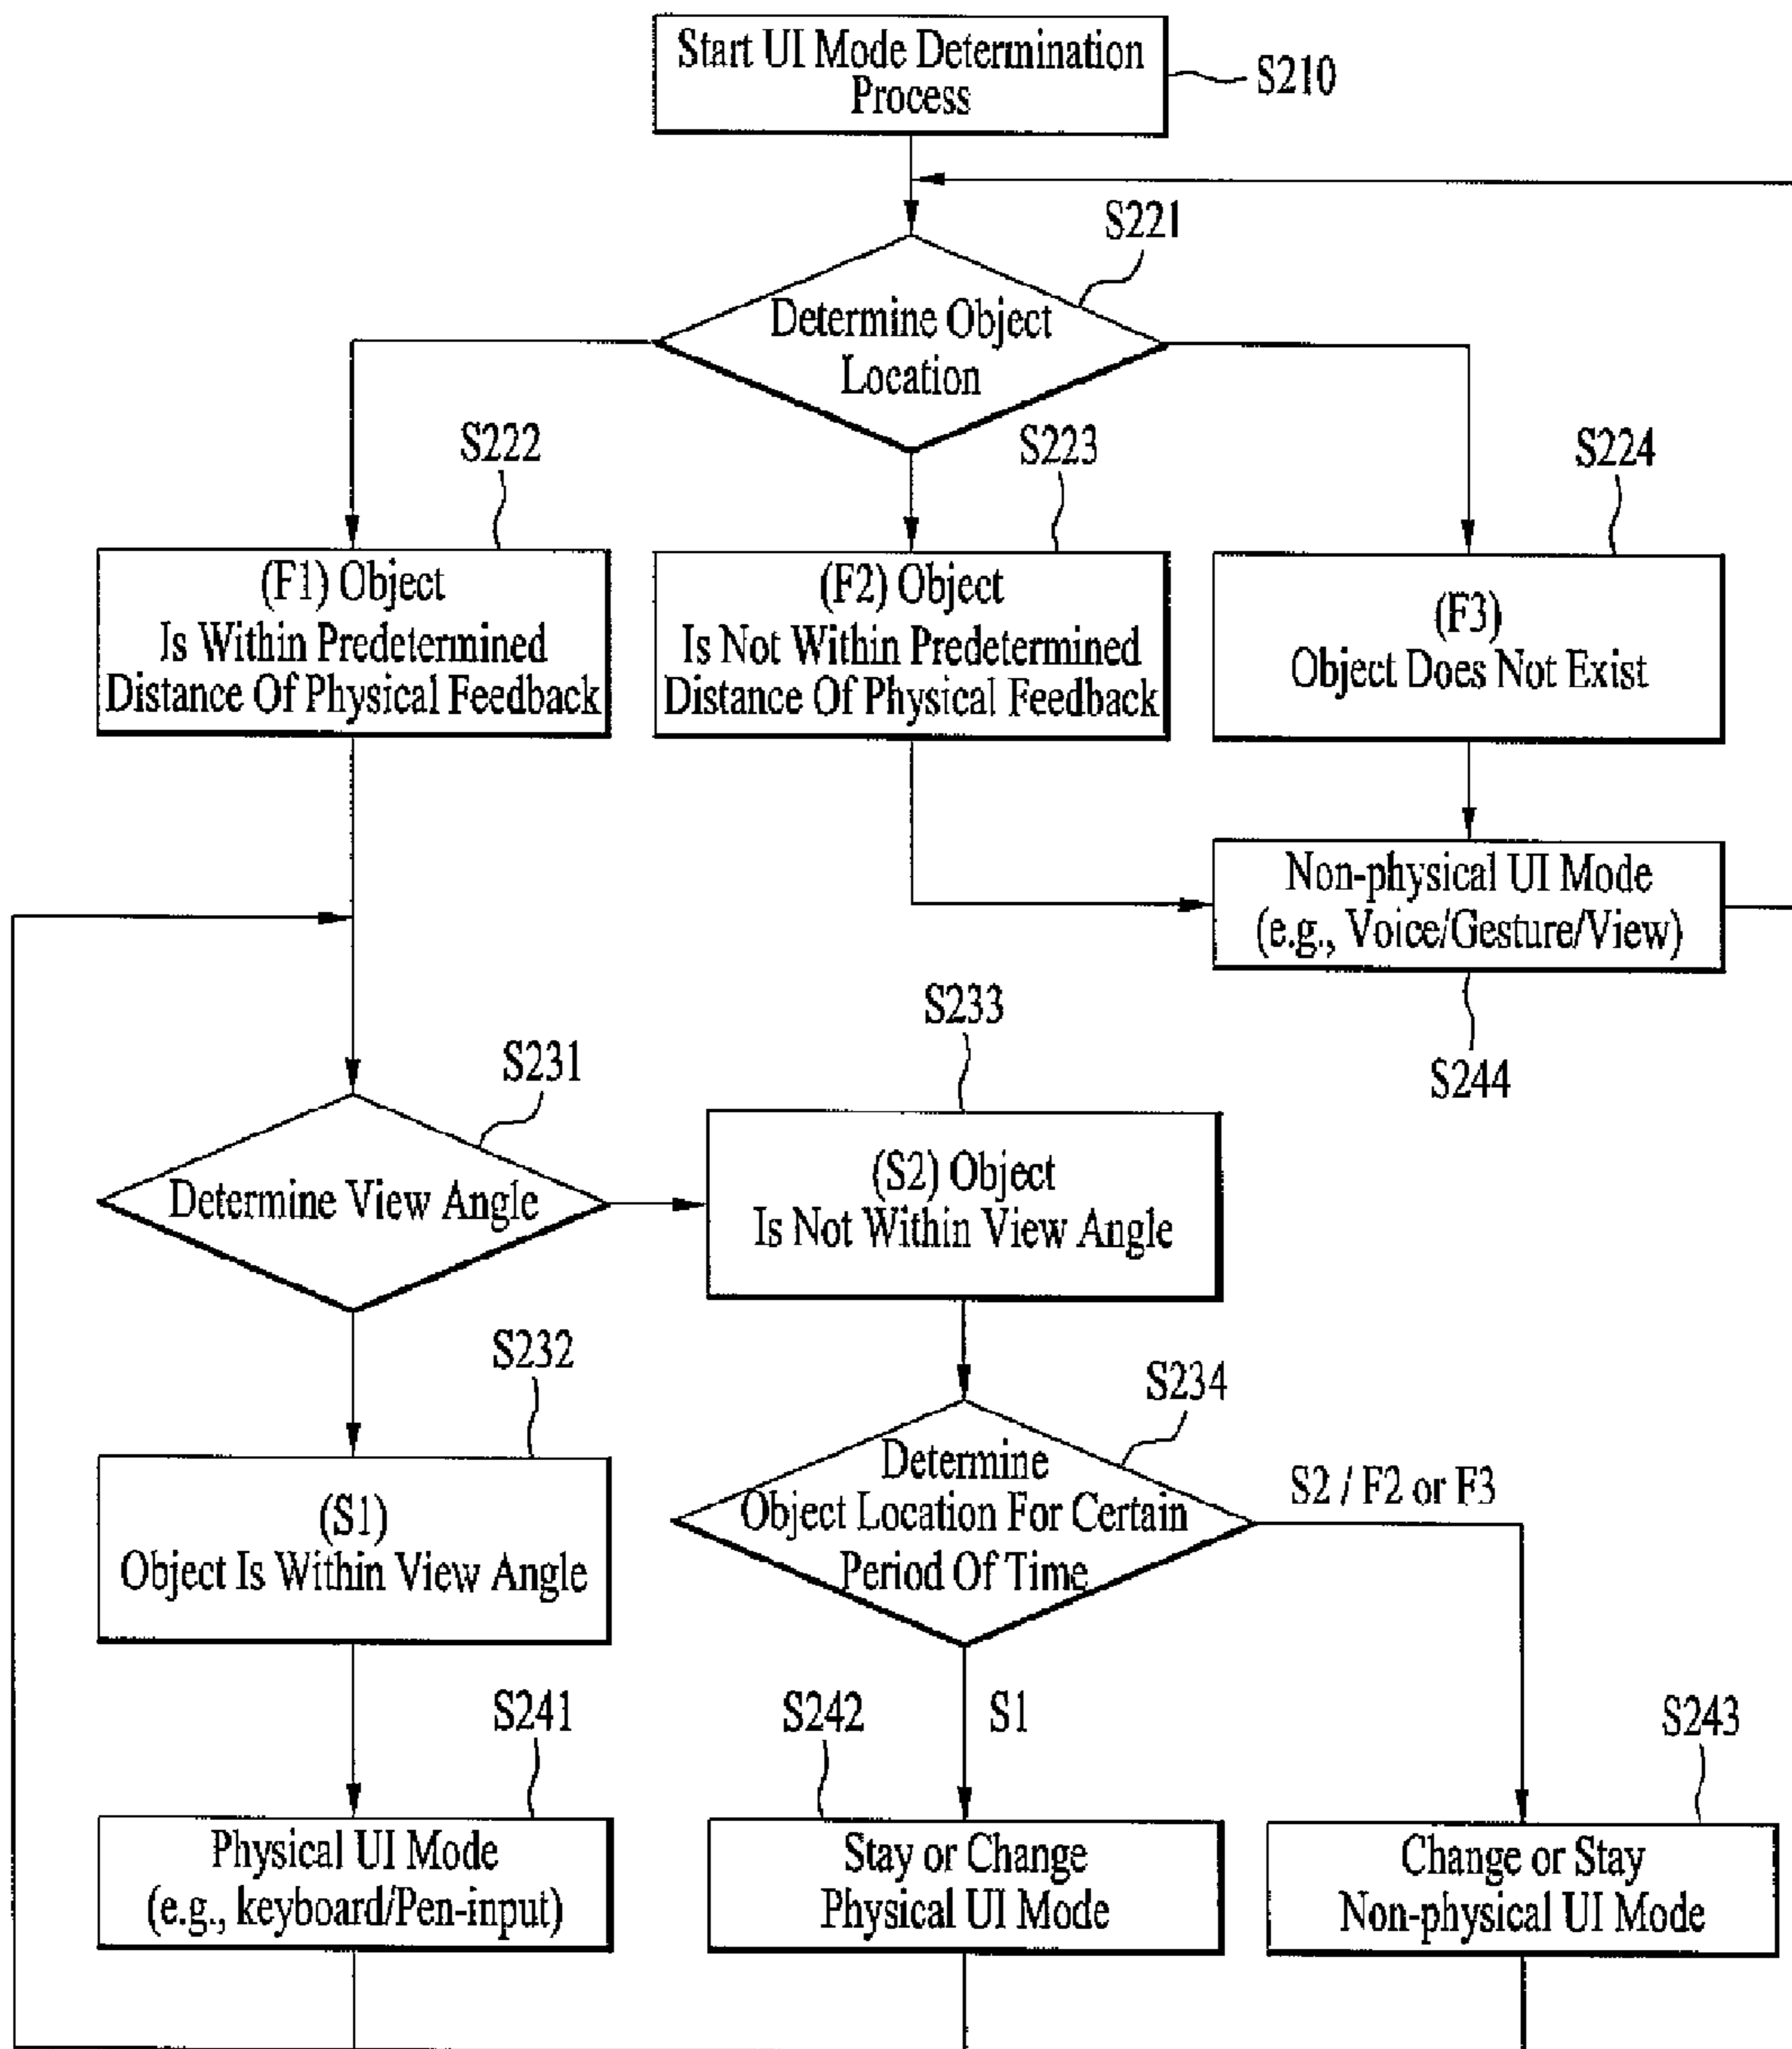 Start UI Mode Determination
Process
S210
S221
Determine Object
Location
S222
S223
S224
(F1) Object
Is Within Predetermined
Distance Of Physical Feedback
(F2) Object
Is Not Within Predetermined
Distance Of Physical Feedback
(F3)
Object Does Not Exist
Non-physical UI Mode
(e.g., Voice/Gesture/View)
S244
S231
S233
Determine View Angle
(S2) Object
Is Not Within View Angle
S232
S234
(S1)
Object Is Within View Angle
Determine
Object Location For Certain
Period Of Time
S2 / F2 or F3
S1
S241
S242
S243
Physical UI Mode
(e.g., keyboard/Pen-input)
Stay or Change
Physical UI Mode
Change or Stay
Non-physical UI Mode